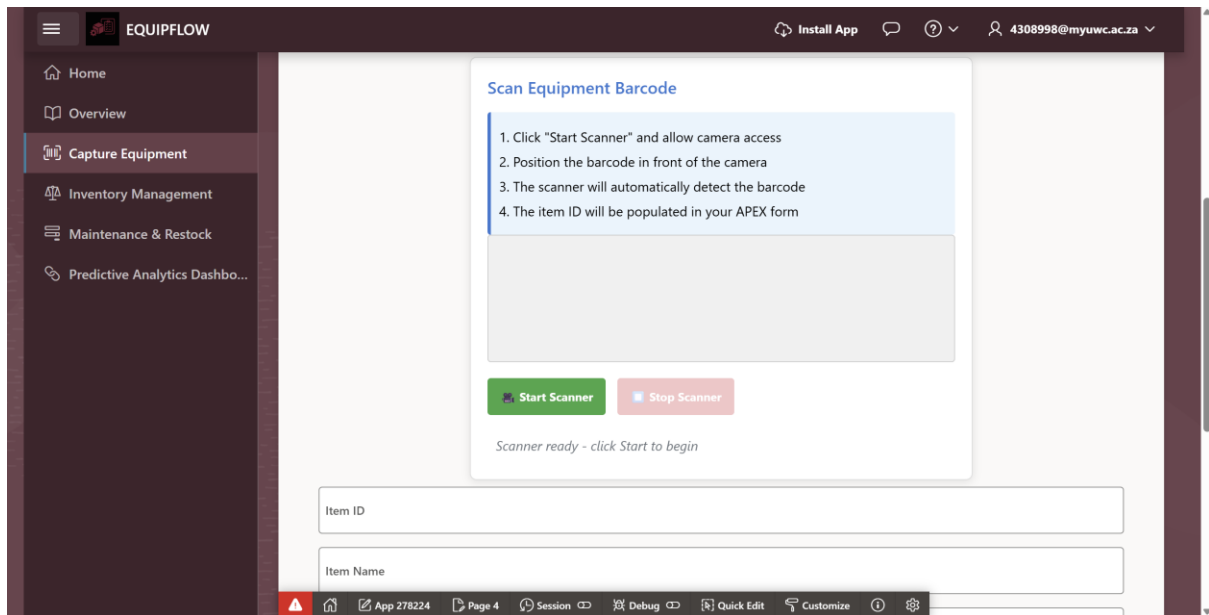 EQUIPFLOW
Install App
4308998@myuwc.ac.za
Home
Overview
Capture Equipment
Inventory Management
Maintenance & Restock
Predictive Analytics Dashbo...
Scan Equipment Barcode
1. Click "Start Scanner" and allow camera access
2. Position the barcode in front of the camera
3. The scanner will automatically detect the barcode
4. The item ID will be populated in your APEX form
Start Scanner
Stop Scanner
Scanner ready - click Start to begin
Item ID
Item Name
App 278224
Page 4
Session
Debug
Quick Edit
Customize